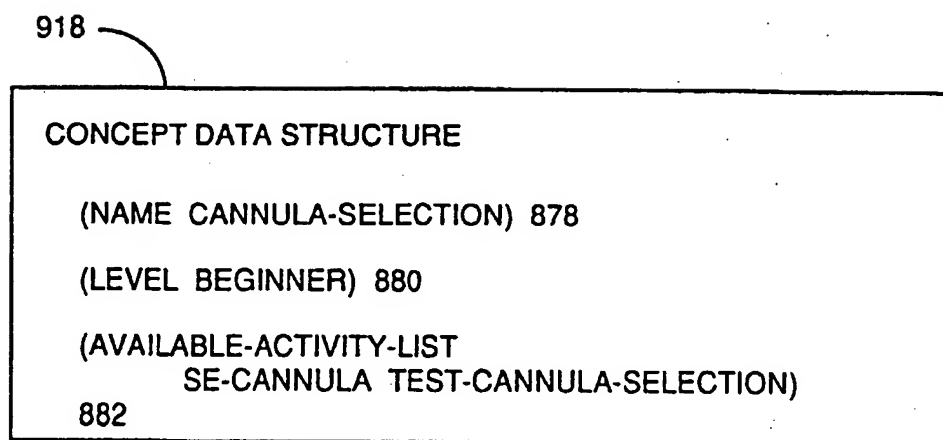 918
CONCEPT DATA STRUCTURE
(NAME CANNULA-SELECTION) 878
(LEVEL BEGINNER) 880
(AVAILABLE-ACTIVITY-LIST
SE-CANNULA TEST-CANNULA-SELECTION)
882